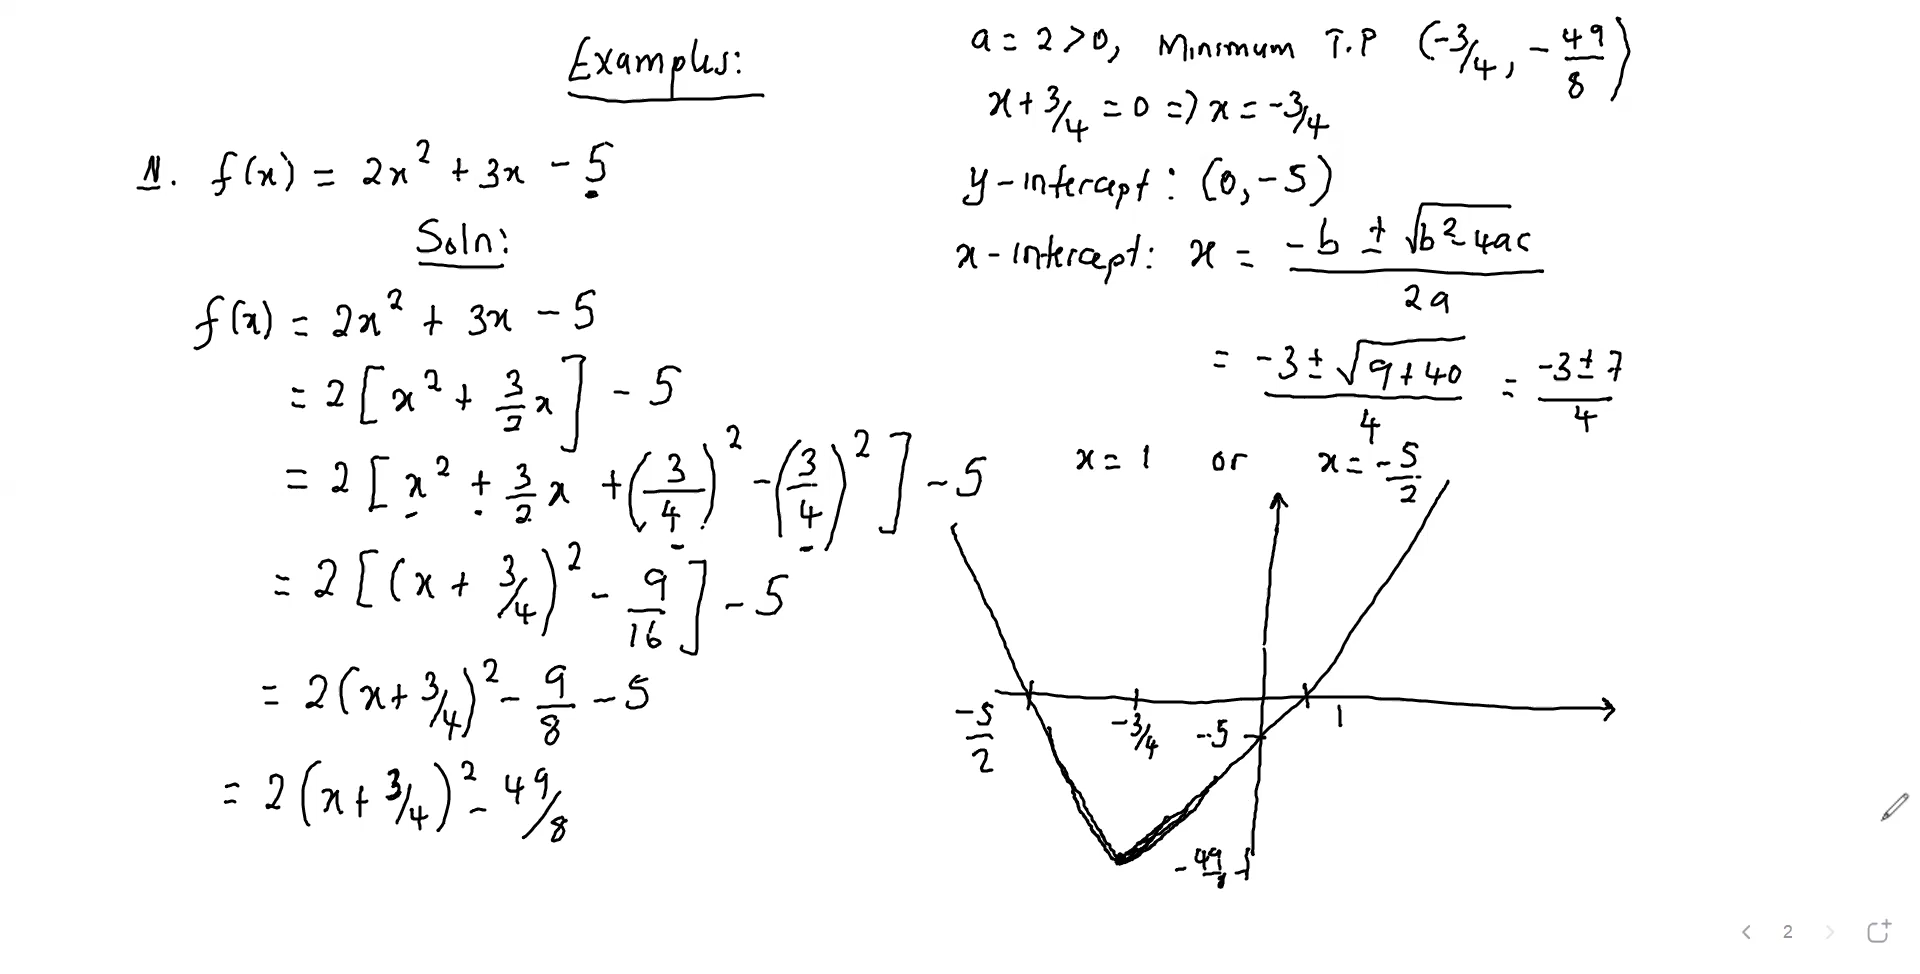 Examples:
N. f(x) = 2x² + 3x - 5
Soln:
f(x) = 2x² + 3x - 5
= 2[x² + 3/2 x] - 5
= 2[x² + 3/2 x + (3/4)² - (3/4)²] - 5
= 2[(x + 3/4)² - 9/16] - 5
= 2(x + 3/4)² - 9/8 - 5
= 2(x + 3/4)² - 49/8
a = 2 > 0, Minimum T.P (-3/4, -49/8)
x + 3/4 = 0 => x = -3/4
y-intercept: (0, -5)
x-intercept: x = (-b ± √(b² - 4ac))/2a
= (-3 ± √(9 + 40))/4 = (-3 ± 7)/4
x = 1 or x = -5/2
-5/2
-3/4
-5
1
-49/8
2